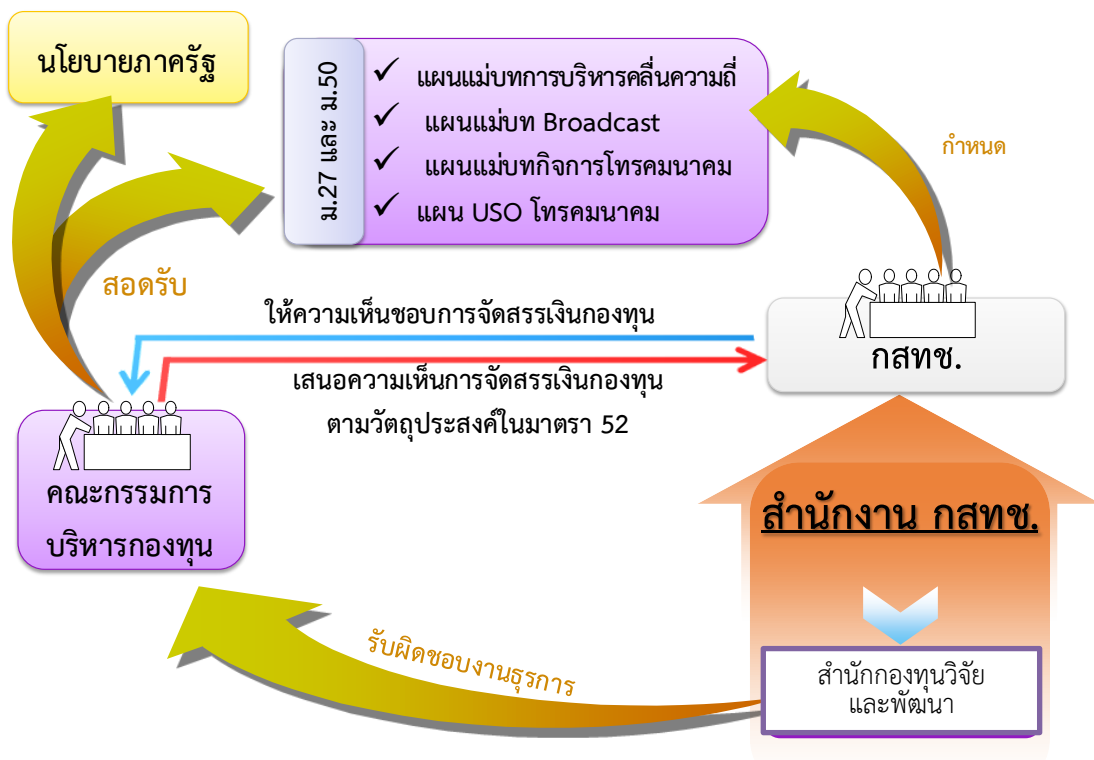 นโยบายภาครัฐ
ม.27 และ ม.50
✓ แผนแม่บทการบริหารคลื่นความถี่
✓ แผนแม่บท Broadcast
✓ แผนแม่บทกิจการโทรคมนาคม
✓ แผน USO โทรคมนาคม
กำหนด
สอดรับ
ให้ความเห็นชอบการจัดสรรเงินกองทุน
เสนอความเห็นการจัดสรรเงินกองทุน
ตามวัตถุประสงค์ในมาตรา 52
กสทช.
คณะกรรมการ
บริหารกองทุน
สำนักงาน กสทช.
รับผิดชอบงานธุรการ
สำนักกองทุนวิจัย
และพัฒนา